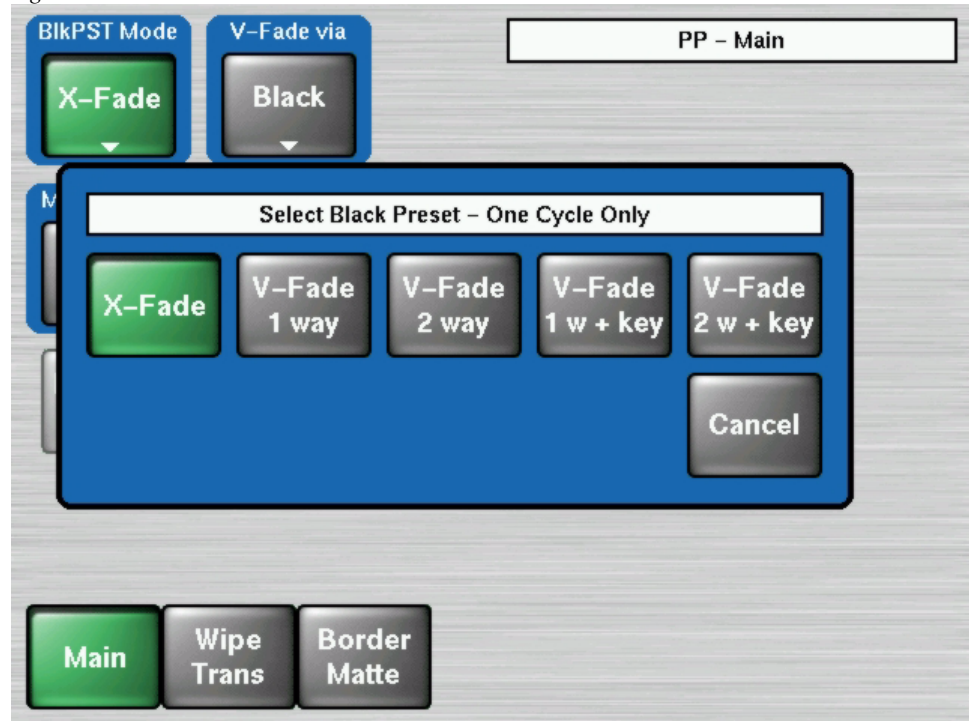 BlkPST Mode
V-Fade via
PP - Main
X-Fade
Black
M
Select Black Preset - One Cycle Only
X-Fade
V-Fade
1 way
V-Fade
2 way
V-Fade
1 w + key
V-Fade
2 w + key
Cancel
Main
Wipe
Trans
Border
Matte